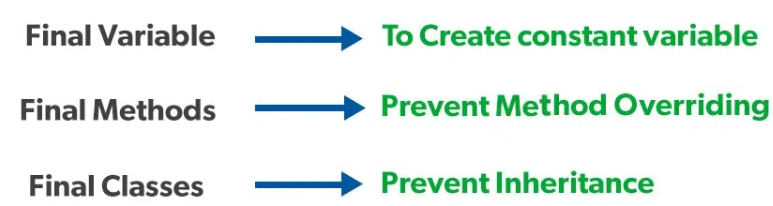 Final Variable To Create constant variable
Final Methods Prevent Method Overriding
Final Classes Prevent Inheritance